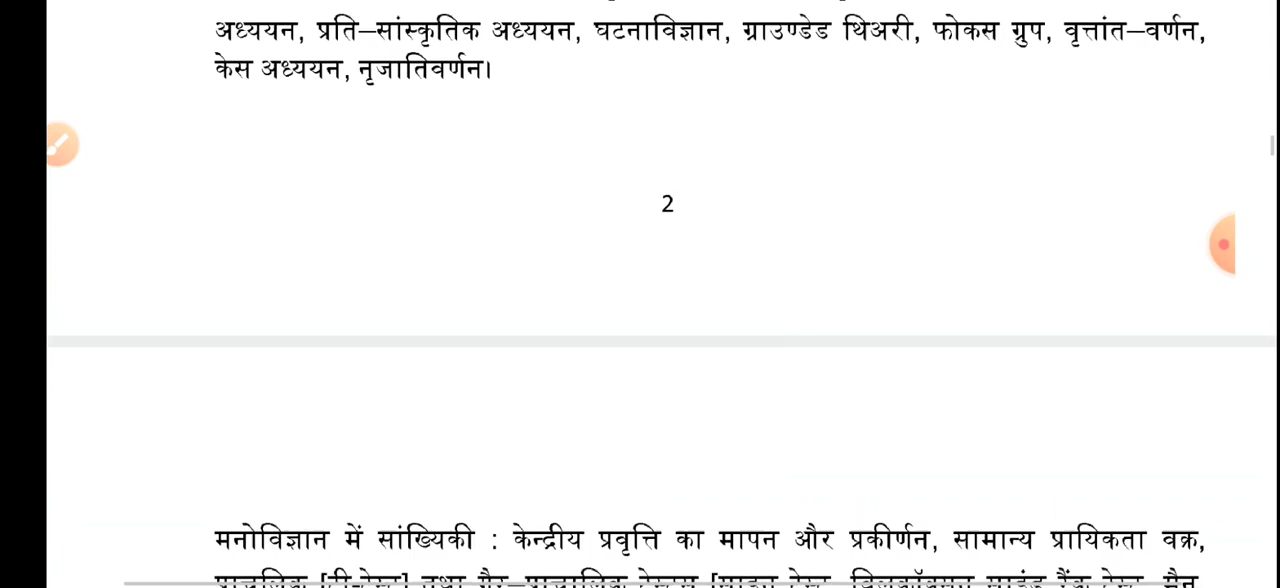 अध्ययन, प्रति–सांस्कृतिक अध्ययन, घटनाविज्ञान, ग्राउण्डेड थिअरी, फोकस ग्रुप, वृत्तांत–वर्णन,
केस अध्ययन, नृजातिवर्णन।
2
मनोविज्ञान में सांख्यिकी : केन्द्रीय प्रवृत्ति का मापन और प्रकीर्णन, सामान्य प्रायिकता वक्र,